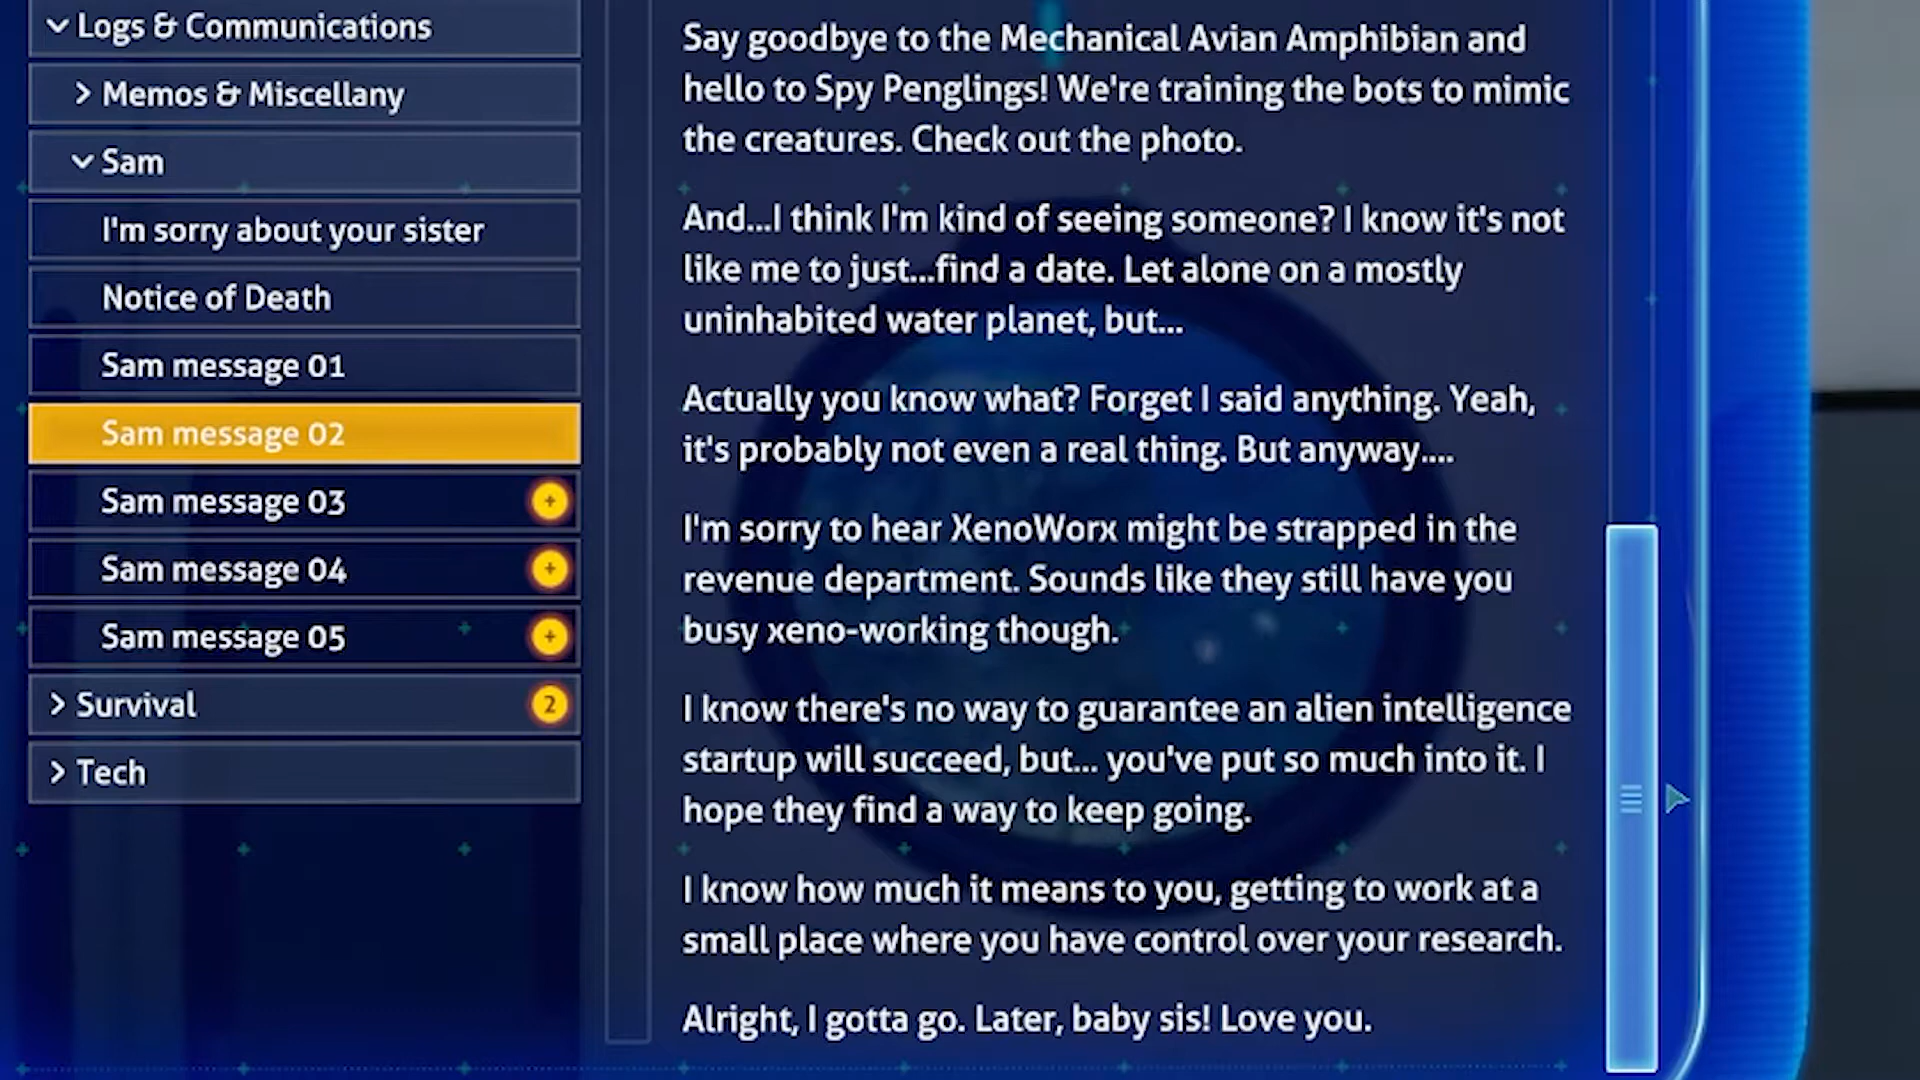 Logs & Communications
Memos & Miscellany
Sam
I'm sorry about your sister
Notice of Death
Sam message 01
Sam message 02
Sam message 03
+
Sam message 04
+
Sam message 05
+
Survival
2
Tech
Say goodbye to the Mechanical Avian Amphibian and
hello to Spy Penglings! We're training the bots to mimic
the creatures. Check out the photo.
And...I think I'm kind of seeing someone? I know it's not
like me to just...find a date. Let alone on a mostly
uninhabited water planet, but...
Actually you know what? Forget I said anything. Yeah,
it's probably not even a real thing. But anyway....
I'm sorry to hear XenoWorx might be strapped in the
revenue department. Sounds like they still have you
busy xeno-working though.
I know there's no way to guarantee an alien intelligence
startup will succeed, but... you've put so much into it. I
hope they find a way to keep going.
I know how much it means to you, getting to work at a
small place where you have control over your research.
Alright, I gotta go. Later, baby sis! Love you.